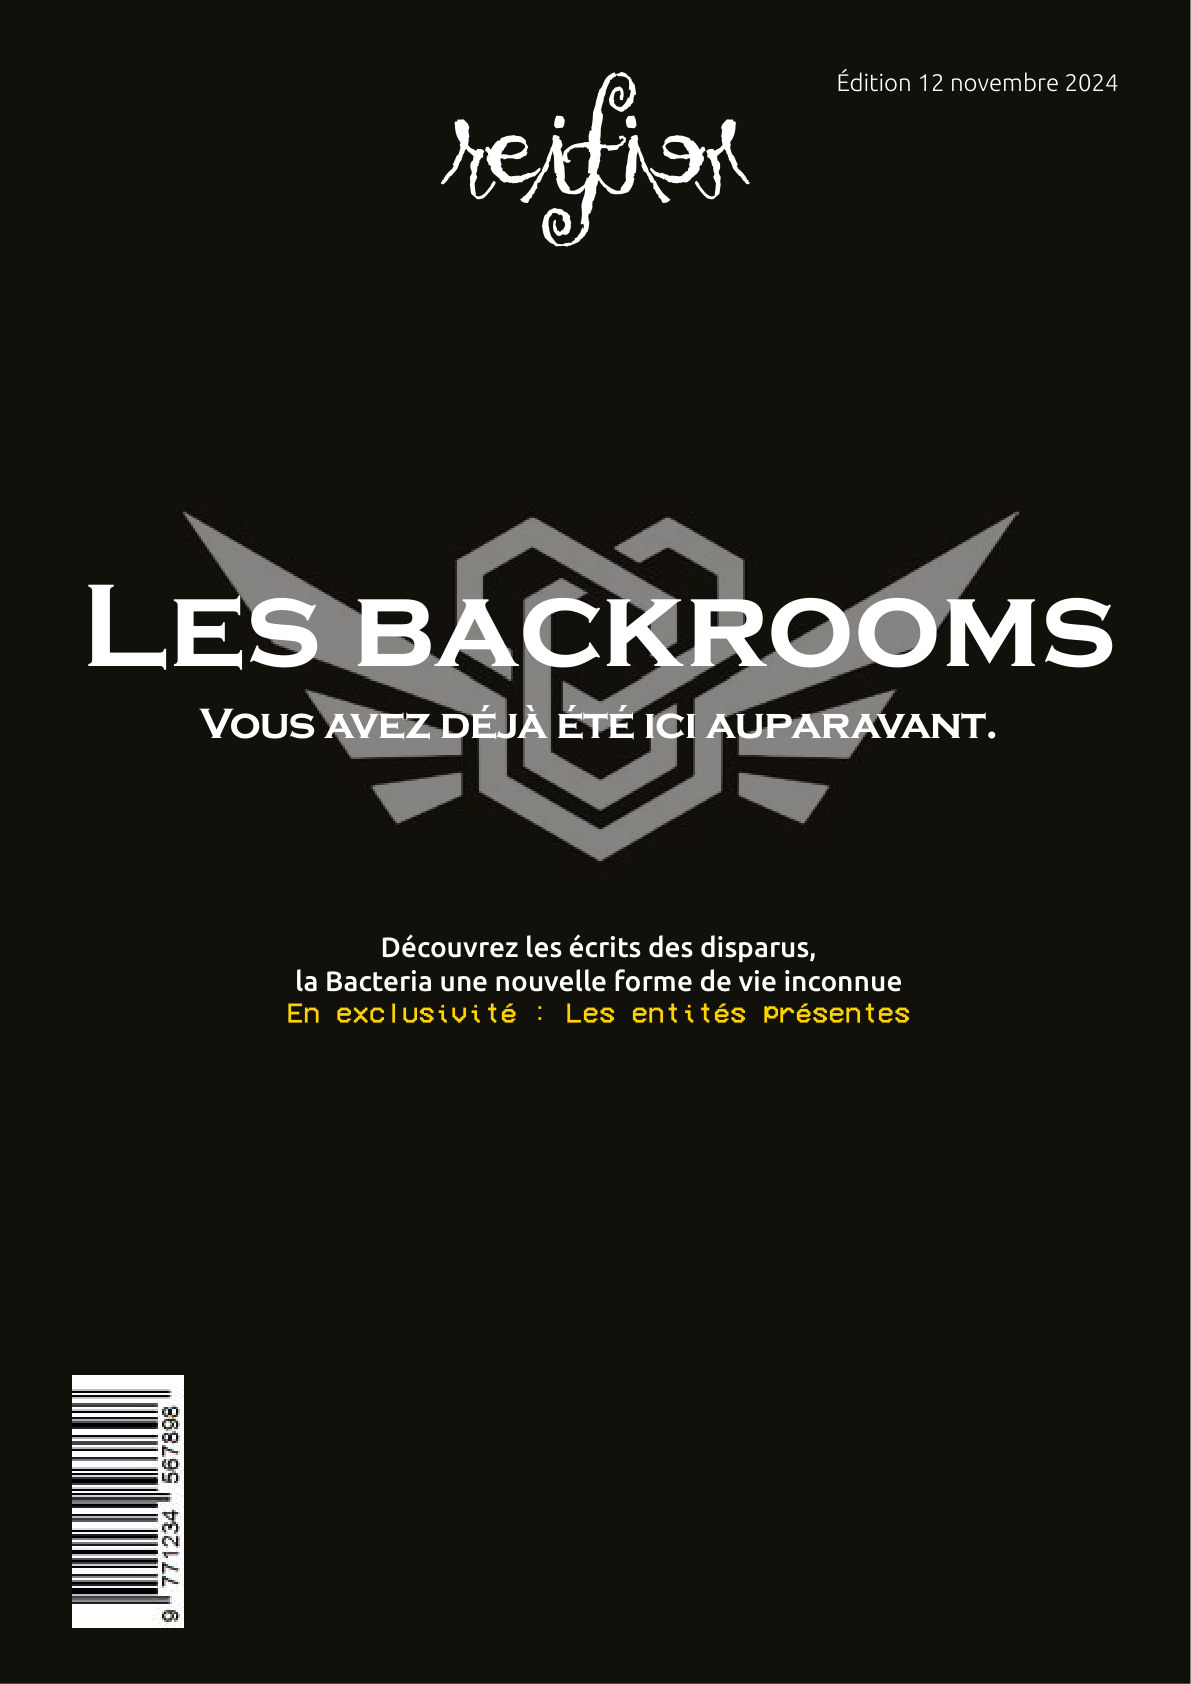 Édition 12 novembre 2024
reifier
Les backrooms
Vous avez déjà été ici auparavant.
Découvrez les écrits des disparus,
la Bacteria une nouvelle forme de vie inconnue
En exclusivité : Les entités présentes
9 771234 567898